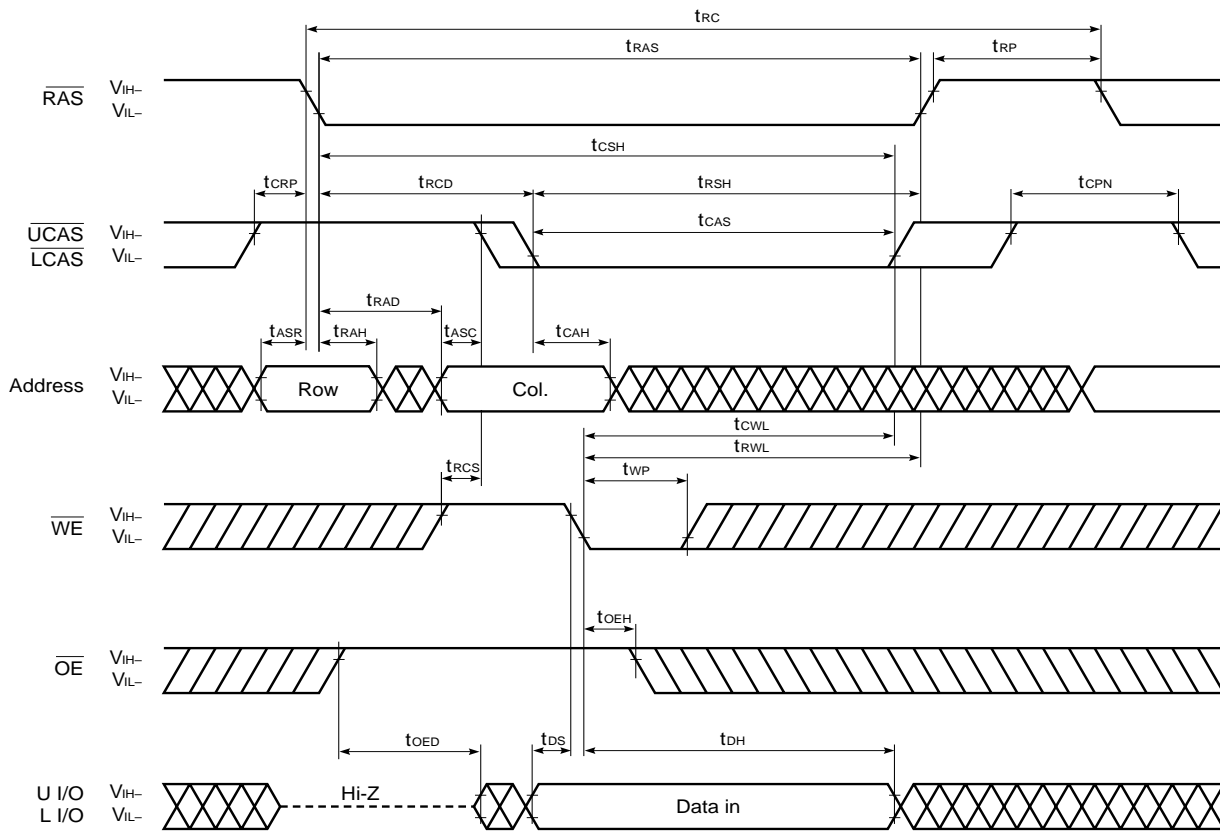 tRC
tRAS
tRP
RAS
VIH–
VIL–
tCSH
tCRP
tRCD
tRSH
tCPN
UCAS
LCAS
VIH–
VIL–
tCAS
tRAD
tASR
tRAH
tASC
tCAH
Address
VIH–
VIL–
Row
Col.
tCWL
tRWL
tRCS
tWP
WE
VIH–
VIL–
tOEH
OE
VIH–
VIL–
tOED
tDS
tDH
U I/O
L I/O
VIH–
VIL–
Hi-Z
Data in